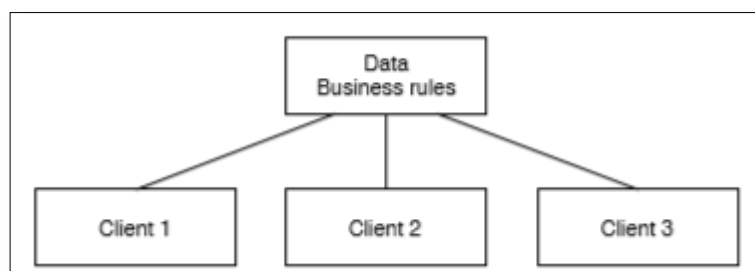 Data
Business rules
Client 1
Client 2
Client 3